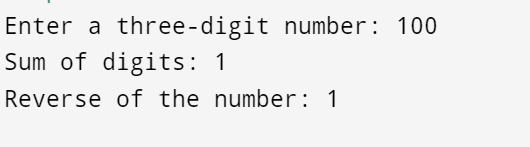 Enter a three-digit number: 100
Sum of digits: 1
Reverse of the number: 1